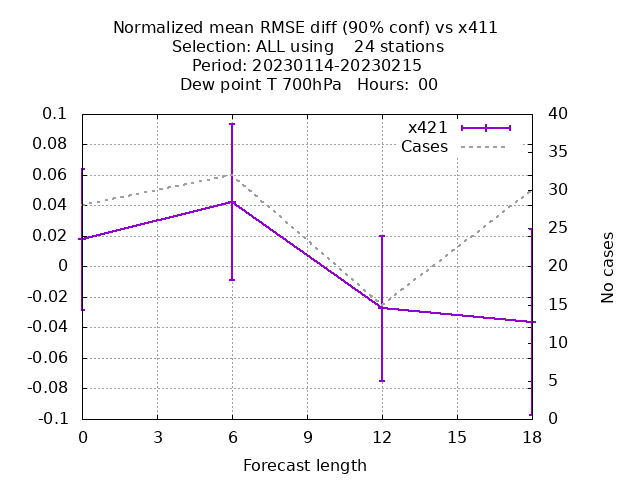 Normalized mean RMSE diff (90% conf) vs x411
Selection: ALL using    24 stations
Period: 20230114-20230215
Dew point T 700hPa   Hours:  00
x421
Cases
0.1
0.08
0.06
0.04
0.02
0
-0.02
-0.04
-0.06
-0.08
-0.1
40
35
30
25
20
15
10
5
0
No cases
0 3 6 9 12 15 18
Forecast length